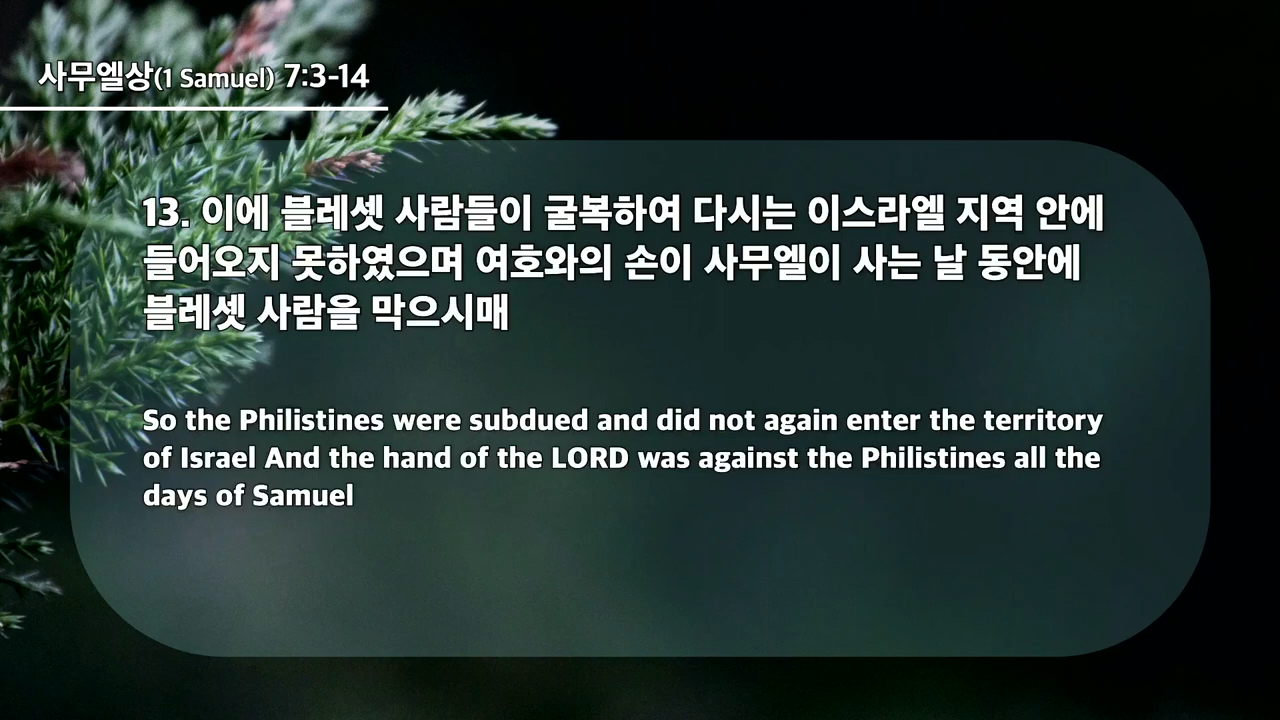 사무엘상(1 Samuel) 7:3-14
13. 이에 블레셋 사람들이 굴복하여 다시는 이스라엘 지역 안에
들어오지 못하였으며 여호와의 손이 사무엘이 사는 날 동안에
블레셋 사람을 막으시매
So the Philistines were subdued and did not again enter the territory
of Israel And the hand of the LORD was against the Philistines all the
days of Samuel